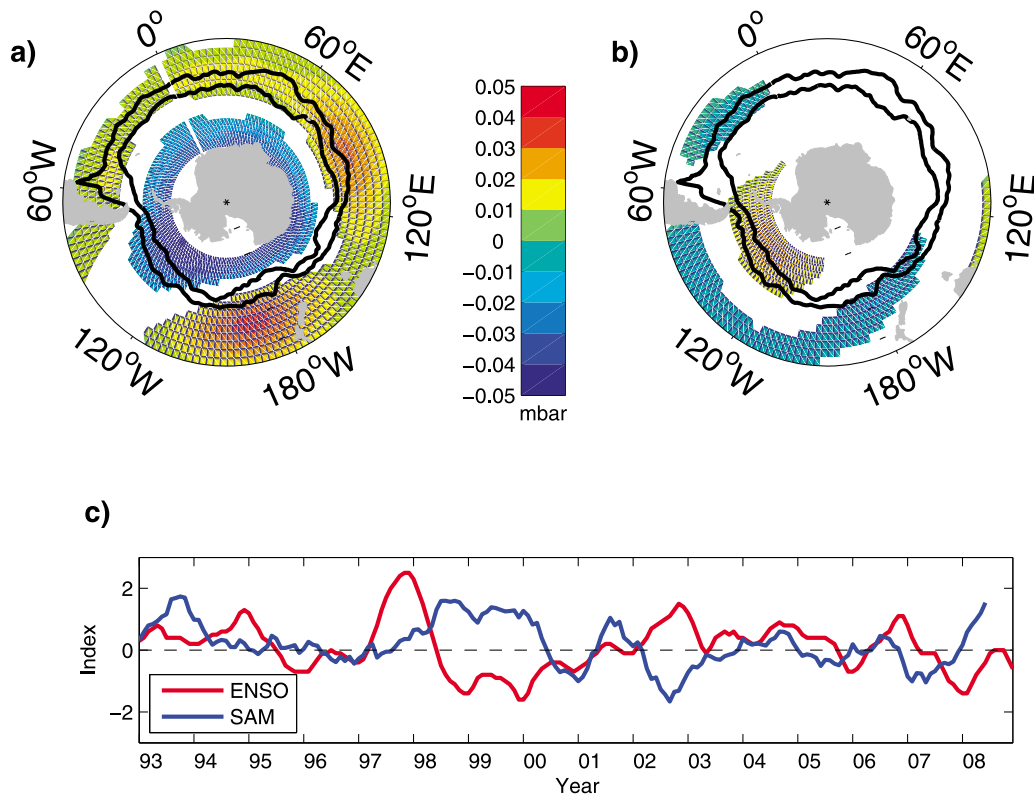 a)
0°
60°E
120°E
180°W
120°W
60°W
0.05
0.04
0.03
0.02
0.01
0
−0.01
−0.02
−0.03
−0.04
−0.05
mbar
b)
0°
60°E
120°E
180°W
120°W
60°W
c)
Index
2
0
−2
ENSO
SAM
93 94 95 96 97 98 99 00 01 02 03 04 05 06 07 08
Year